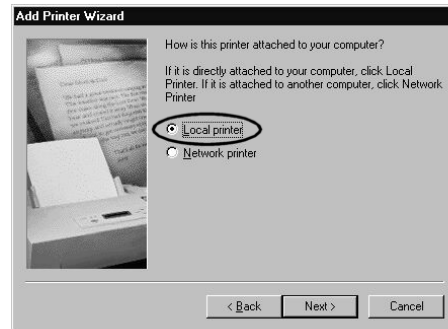 Add Printer Wizard
How is this printer attached to your computer?
If it is directly attached to your computer, click Local
Printer. If it is attached to another computer, click Network
Printer
Local printer
Network printer
< Back
Next >
Cancel